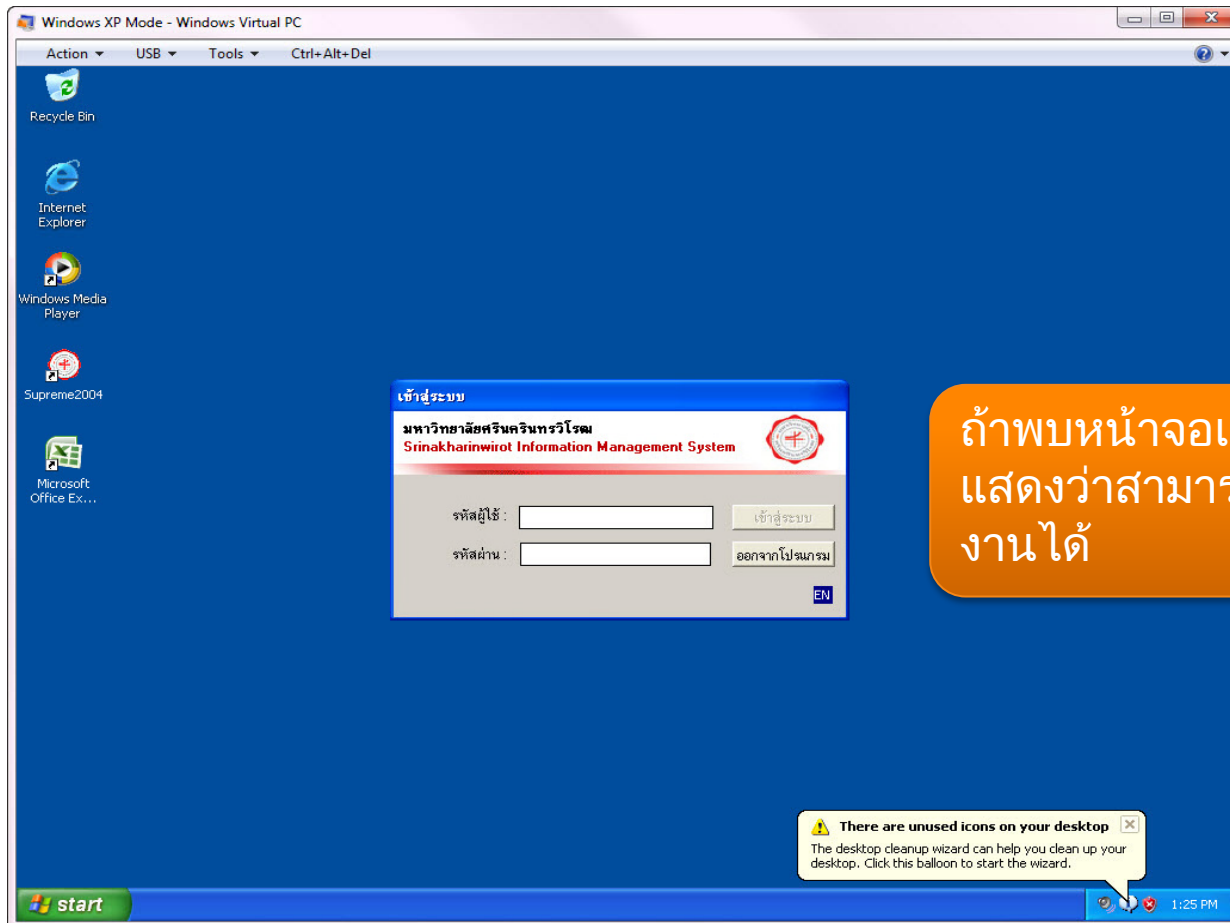 Windows XP Mode - Windows Virtual PC
Action USB Tools Ctrl+Alt+Del
Recycle Bin
Internet
Explorer
Windows Media
Player
Supreme2004
Microsoft
Office Ex...
เข้าสู่ระบบ
มหาวิทยาลัยศรีนครินทรวิโรฒ
Srinakharinwirot Information Management System
รหัสผู้ใช้ :
เข้าสู่ระบบ
รหัสผ่าน :
ออกจากโปรแกรม
EN
ถ้าพบหน้าจอเ
แสดงว่าสามาร
งานได้
There are unused icons on your desktop
The desktop cleanup wizard can help you clean up your
desktop. Click this balloon to start the wizard.
start
1:25 PM